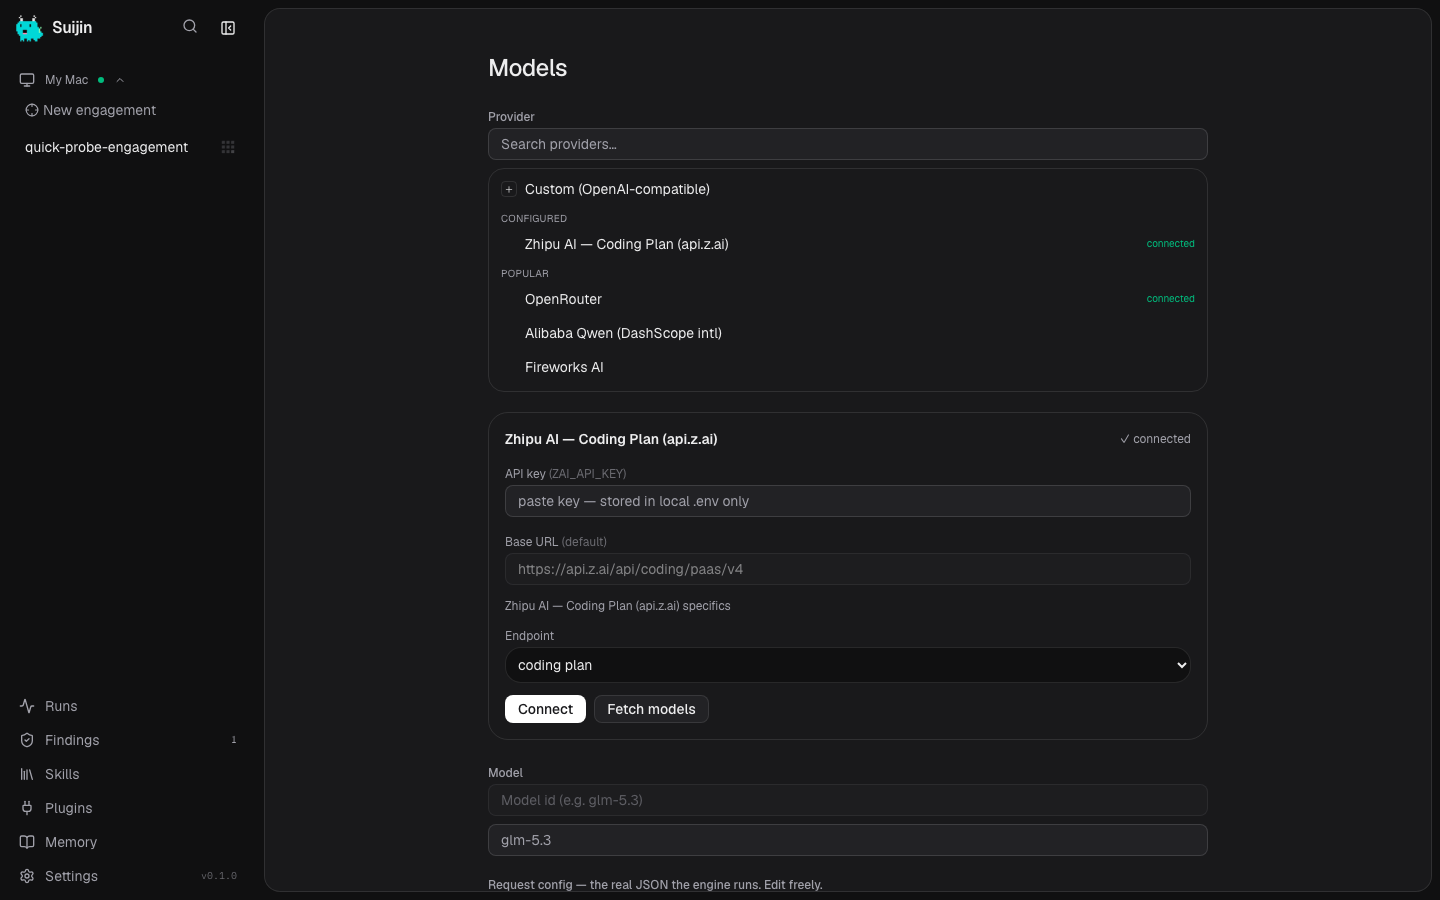 Suijin
My Mac
New engagement
quick-probe-engagement
Runs
Findings 1
Skills
Plugins
Memory
Settings v0.1.0
Models
Provider
Search providers…
+ Custom (OpenAI-compatible)
CONFIGURED
Zhipu AI — Coding Plan (api.z.ai) connected
POPULAR
OpenRouter connected
Alibaba Qwen (DashScope intl)
Fireworks AI
Zhipu AI — Coding Plan (api.z.ai) ✓ connected
API key (ZAI_API_KEY)
paste key — stored in local .env only
Base URL (default)
https://api.z.ai/api/coding/paas/v4
Zhipu AI — Coding Plan (api.z.ai) specifics
Endpoint
coding plan
Connect Fetch models
Model
Model id (e.g. glm-5.3)
glm-5.3
Request config — the real JSON the engine runs. Edit freely.